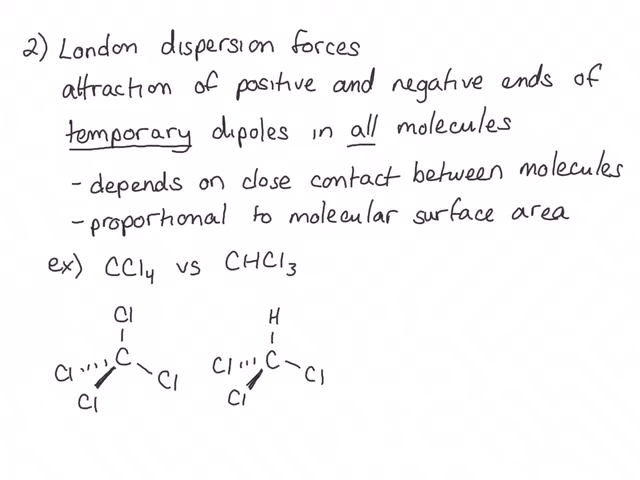 2) London dispersion forces
attraction of positive and negative ends of
temporary dipoles in all molecules
- depends on close contact between molecules
- proportional to molecular surface area
ex) CCl4 vs CHCl3
Cl H
Cl C Cl Cl C Cl
Cl Cl